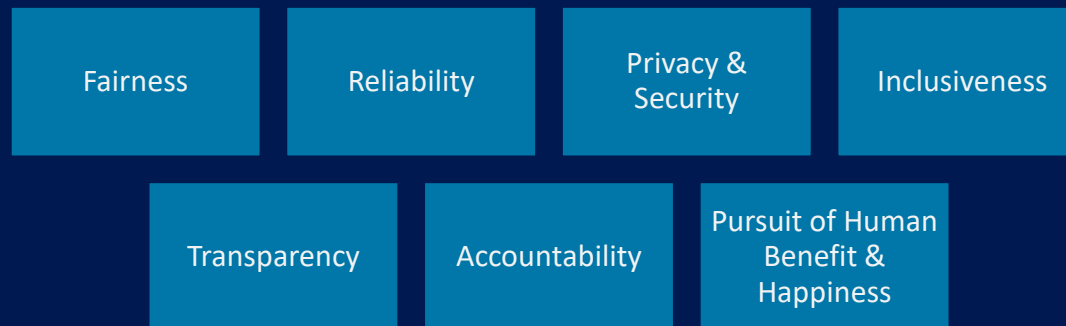 Fairness
Reliability
Privacy &
Security
Inclusiveness
Transparency
Accountability
Pursuit of Human
Benefit &
Happiness